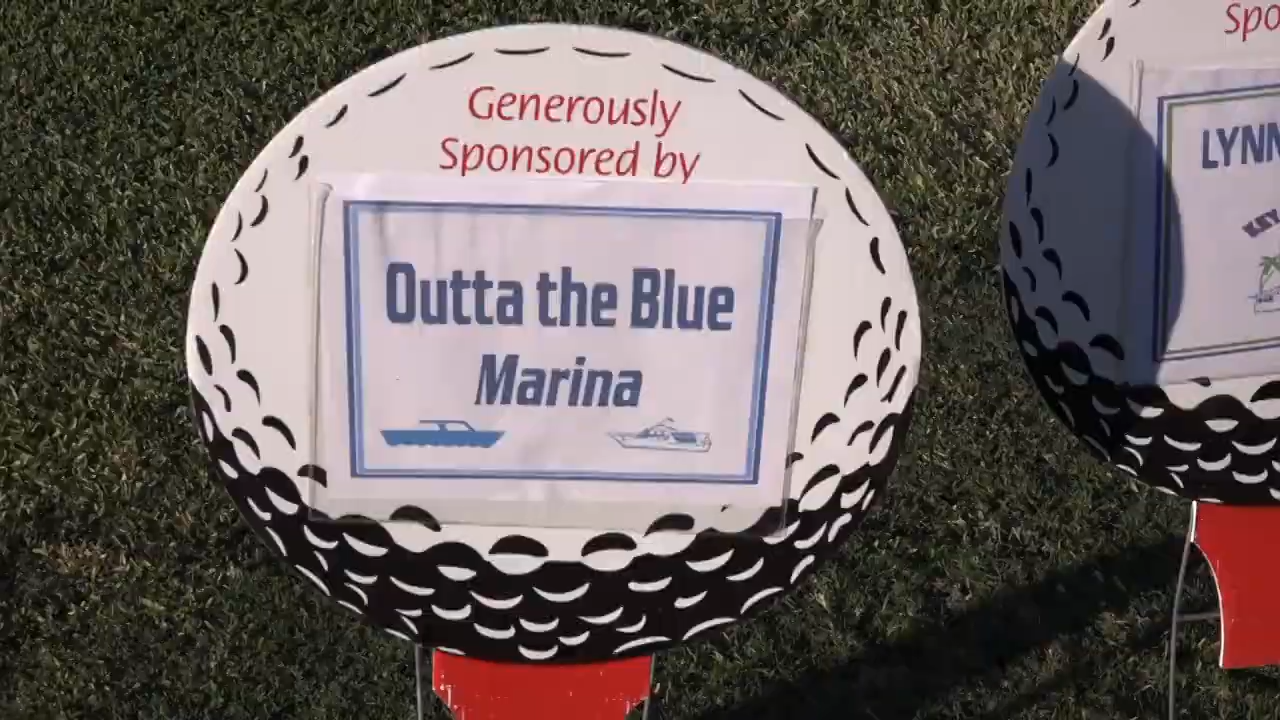 Generously
Sponsored by
Outta the Blue
Marina